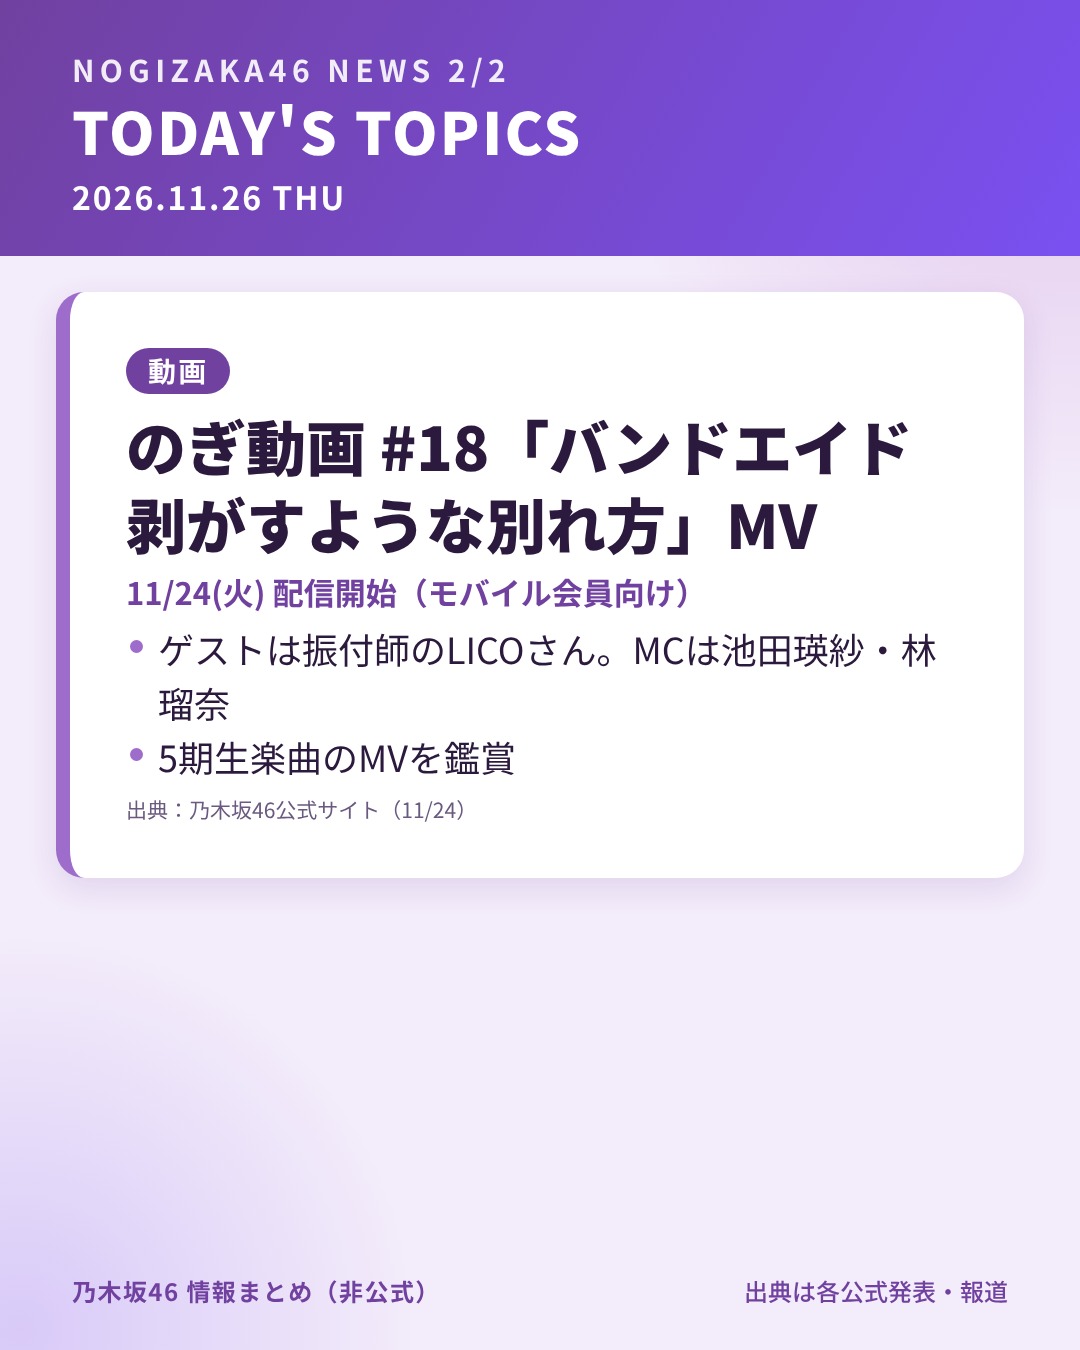 NOGIZAKA46 NEWS 2/2
TODAY'S TOPICS
2026.11.26 THU
動画
のぎ動画 #18「バンドエイド
剥がすような別れ方」MV
11/24(火) 配信開始（モバイル会員向け）
• ゲストは振付師のLICOさん。MCは池田瑛紗・林
瑠奈
• 5期生楽曲のMVを鑑賞
出典：乃木坂46公式サイト（11/24）
乃木坂46 情報まとめ（非公式）
出典は各公式発表・報道